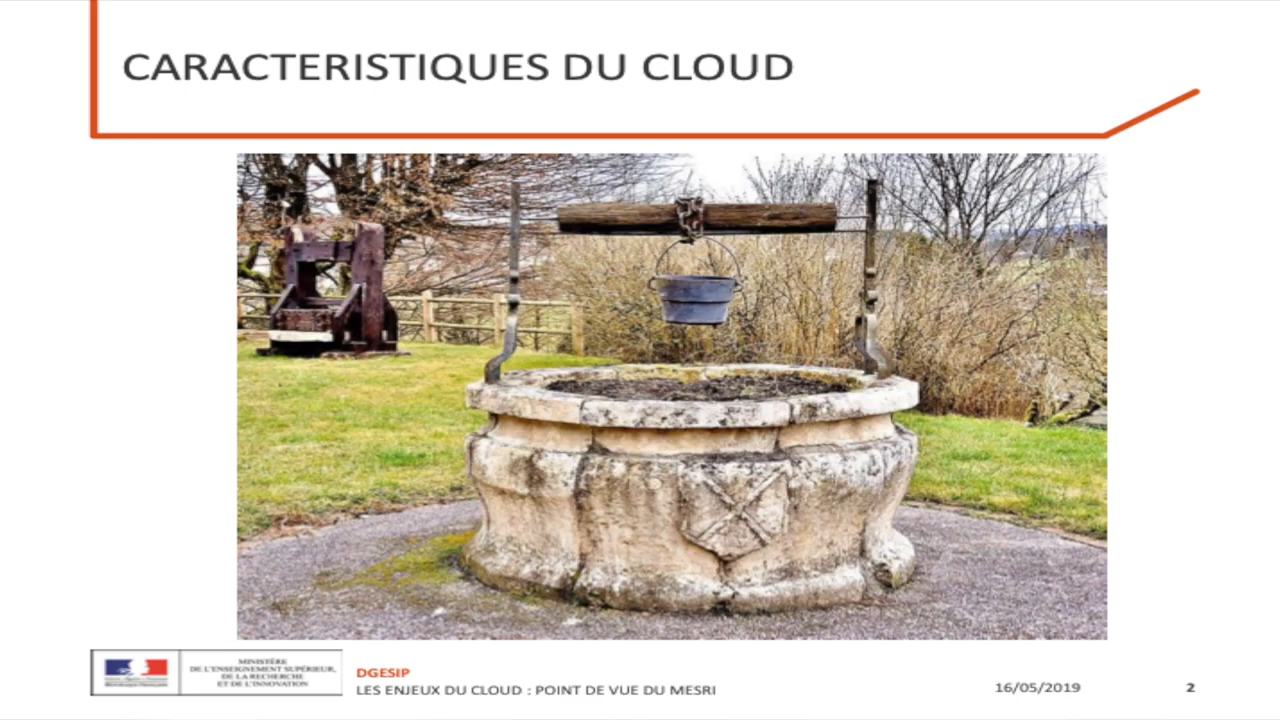 CARACTERISTIQUES DU CLOUD
MINISTÈRE
DE L'ENSEIGNEMENT SUPÉRIEUR,
DE LA RECHERCHE
ET DE L'INNOVATION
DGESIP
LES ENJEUX DU CLOUD : POINT DE VUE DU MESRI
16/05/2019
2